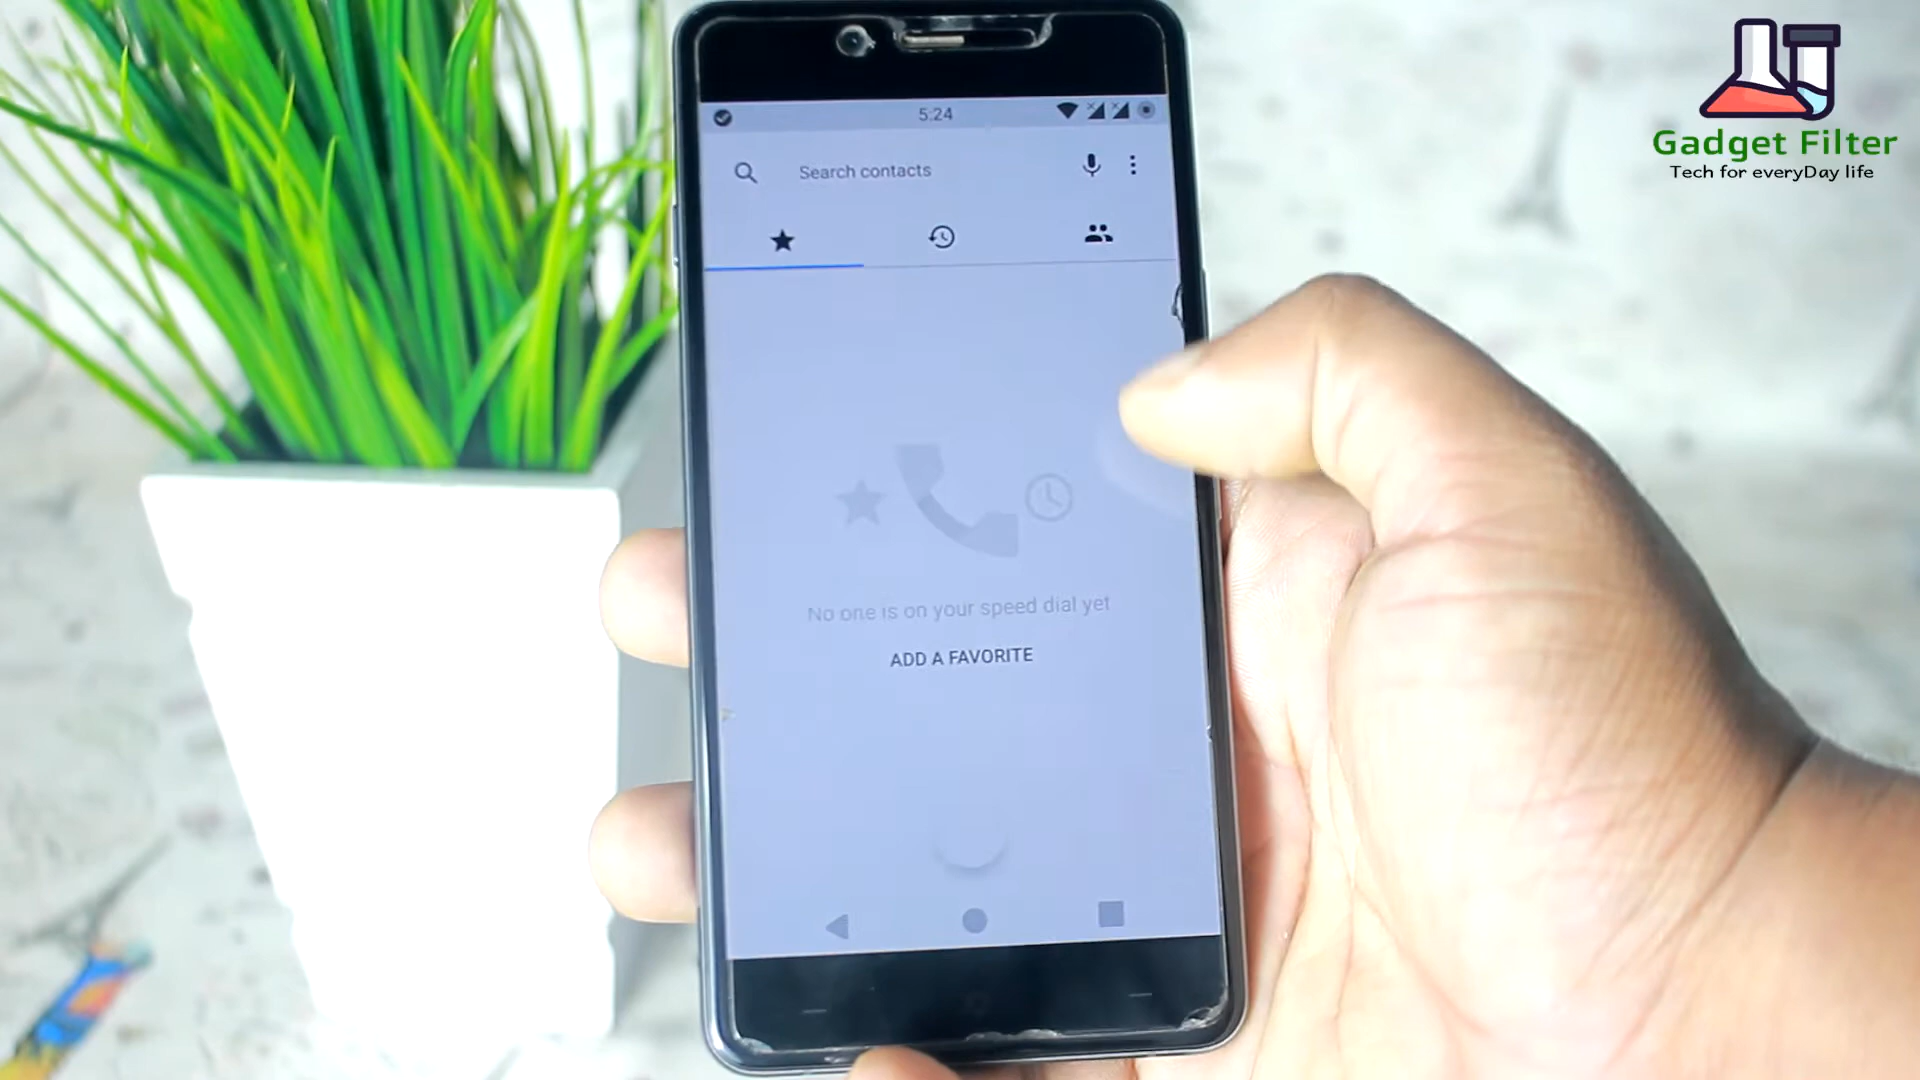 5:24
Search contacts
No one is on your speed dial yet
ADD A FAVORITE
Gadget Filter
Tech for everyDay life